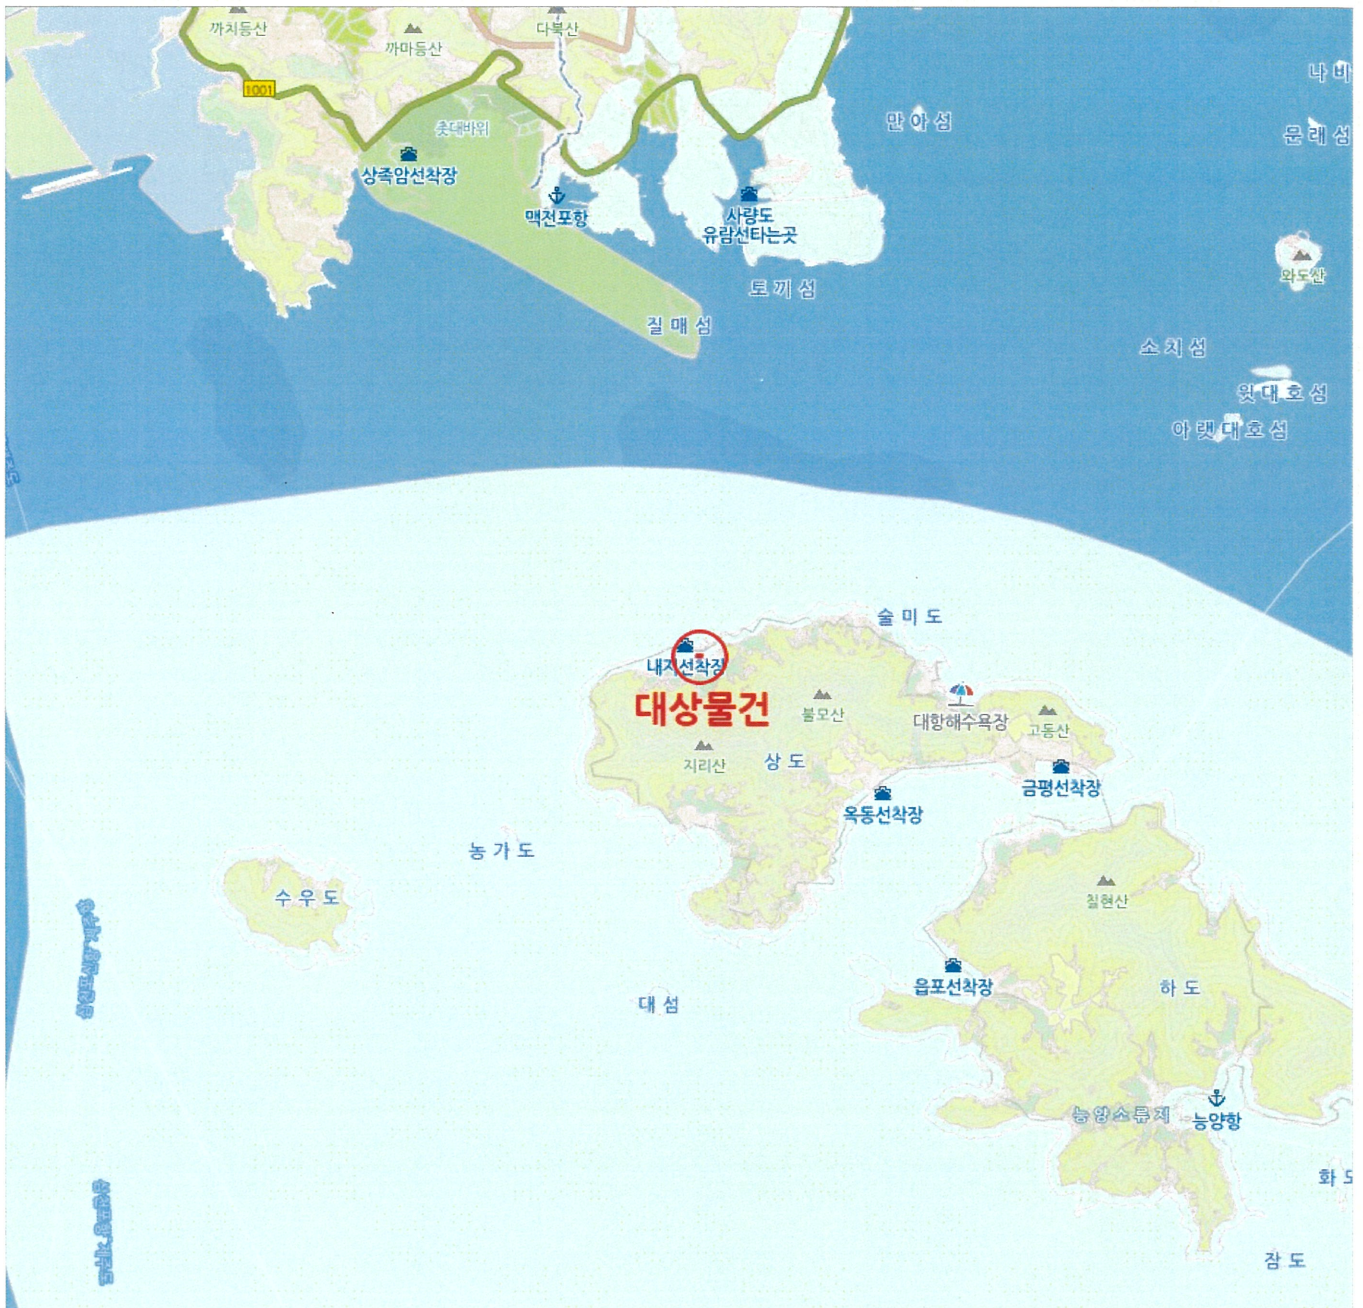 까치등산
까마등산
다북산
1001
춧대바위
상족암선착장
맥전포항
사량도
유람선타는곳
토끼섬
질매섬
만아섬
나비
문래섬
와도산
소치섬
윗대호섬
아랫대호섬
술미도
내지선착장
대상물건
불모산
대항해수욕장
고동산
지리산
상도
금평선착장
옥동선착장
농가도
수우도
칠현산
대섬
읍포선착장
하도
능양소류지
능양항
화도
잠도